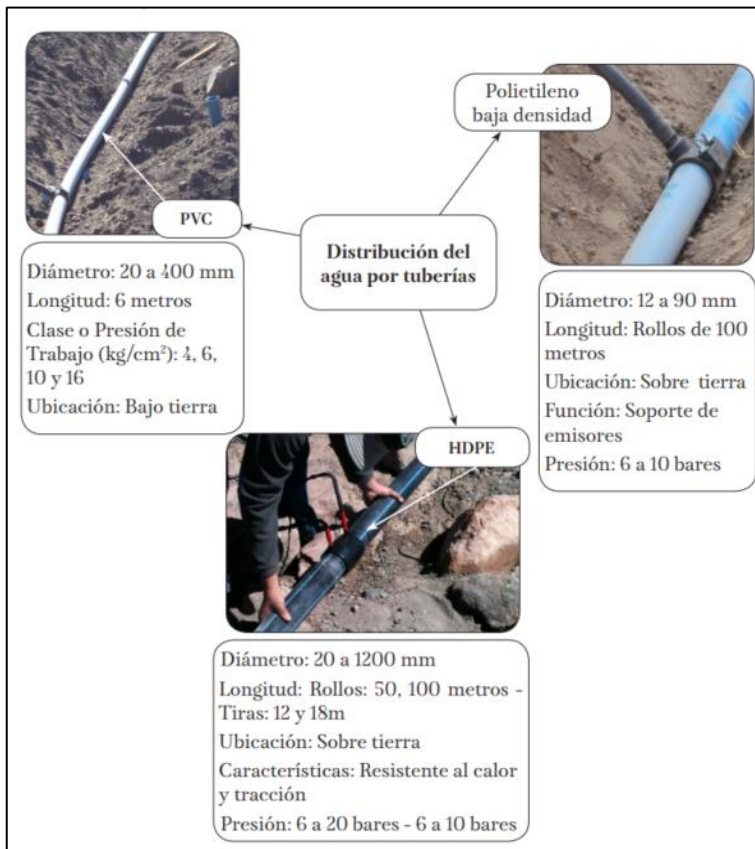 Polietileno
baja densidad
PVC
Distribución del
agua por tuberías
Diámetro: 20 a 400 mm
Longitud: 6 metros
Clase o Presión de
Trabajo (kg/cm²): 4, 6,
10 y 16
Ubicación: Bajo tierra
Diámetro: 12 a 90 mm
Longitud: Rollos de 100
metros
Ubicación: Sobre tierra
Función: Soporte de
emisores
Presión: 6 a 10 bares
HDPE
Diámetro: 20 a 1200 mm
Longitud: Rollos: 50, 100 metros -
Tiras: 12 y 18m
Ubicación: Sobre tierra
Características: Resistente al calor
y tracción
Presión: 6 a 20 bares - 6 a 10 bares